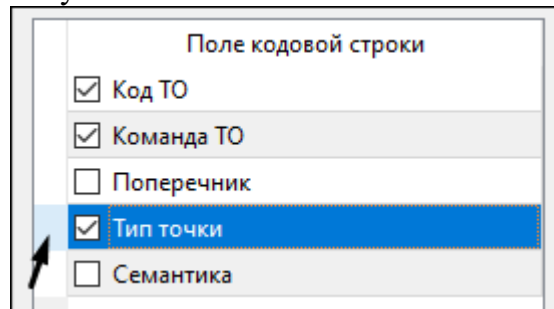 Поле кодовой строки
Код ТО
Команда ТО
Поперечник
Тип точки
Семантика